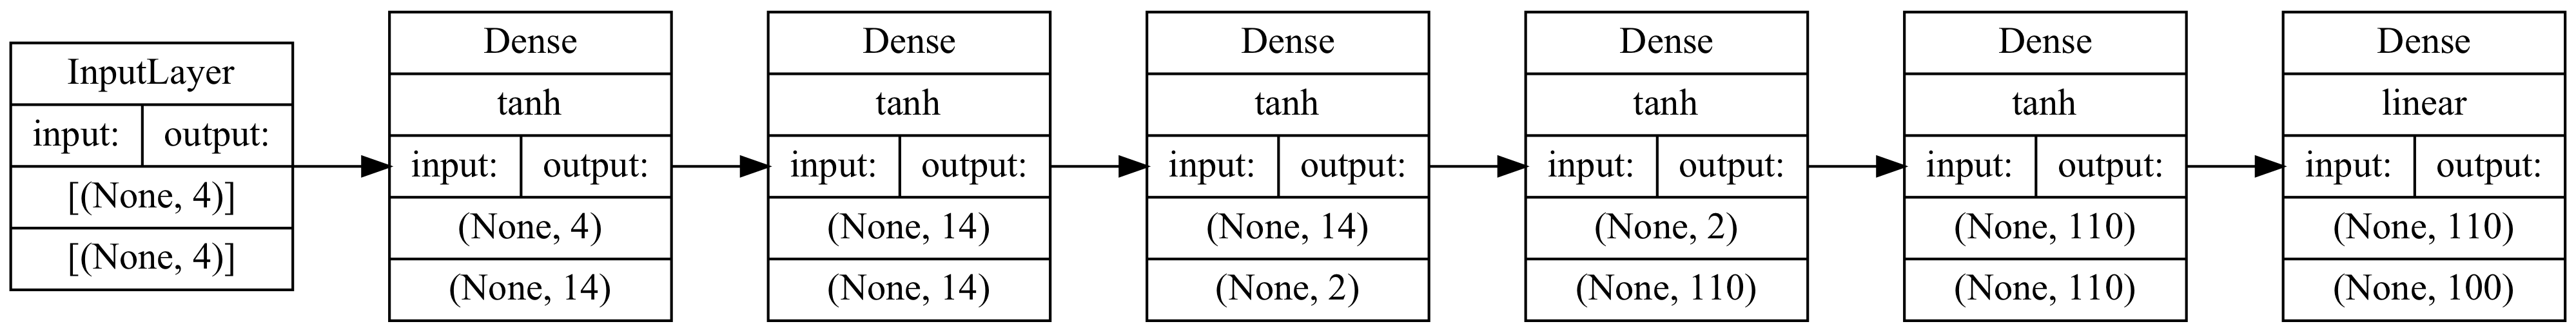 InputLayer
input: output:
[(None, 4)]
[(None, 4)]
Dense
tanh
input: output:
(None, 4)
(None, 14)
Dense
tanh
input: output:
(None, 14)
(None, 14)
Dense
tanh
input: output:
(None, 14)
(None, 2)
Dense
tanh
input: output:
(None, 2)
(None, 110)
Dense
tanh
input: output:
(None, 110)
(None, 110)
Dense
linear
input: output:
(None, 110)
(None, 100)